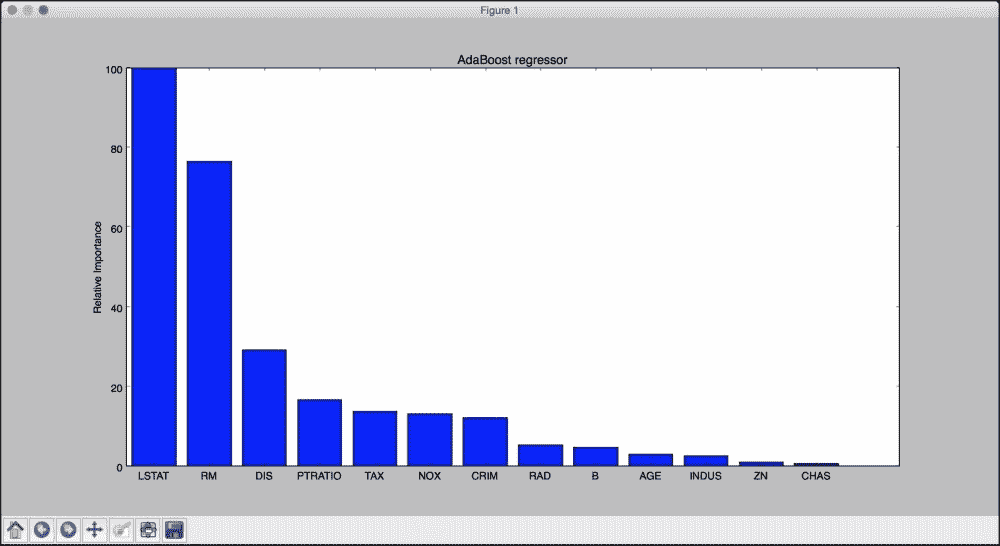 Figure 1
AdaBoost regressor
100
80
60
40
20
0
Relative Importance
LSTAT RM DIS PTRATIO TAX NOX CRIM RAD B AGE INDUS ZN CHAS